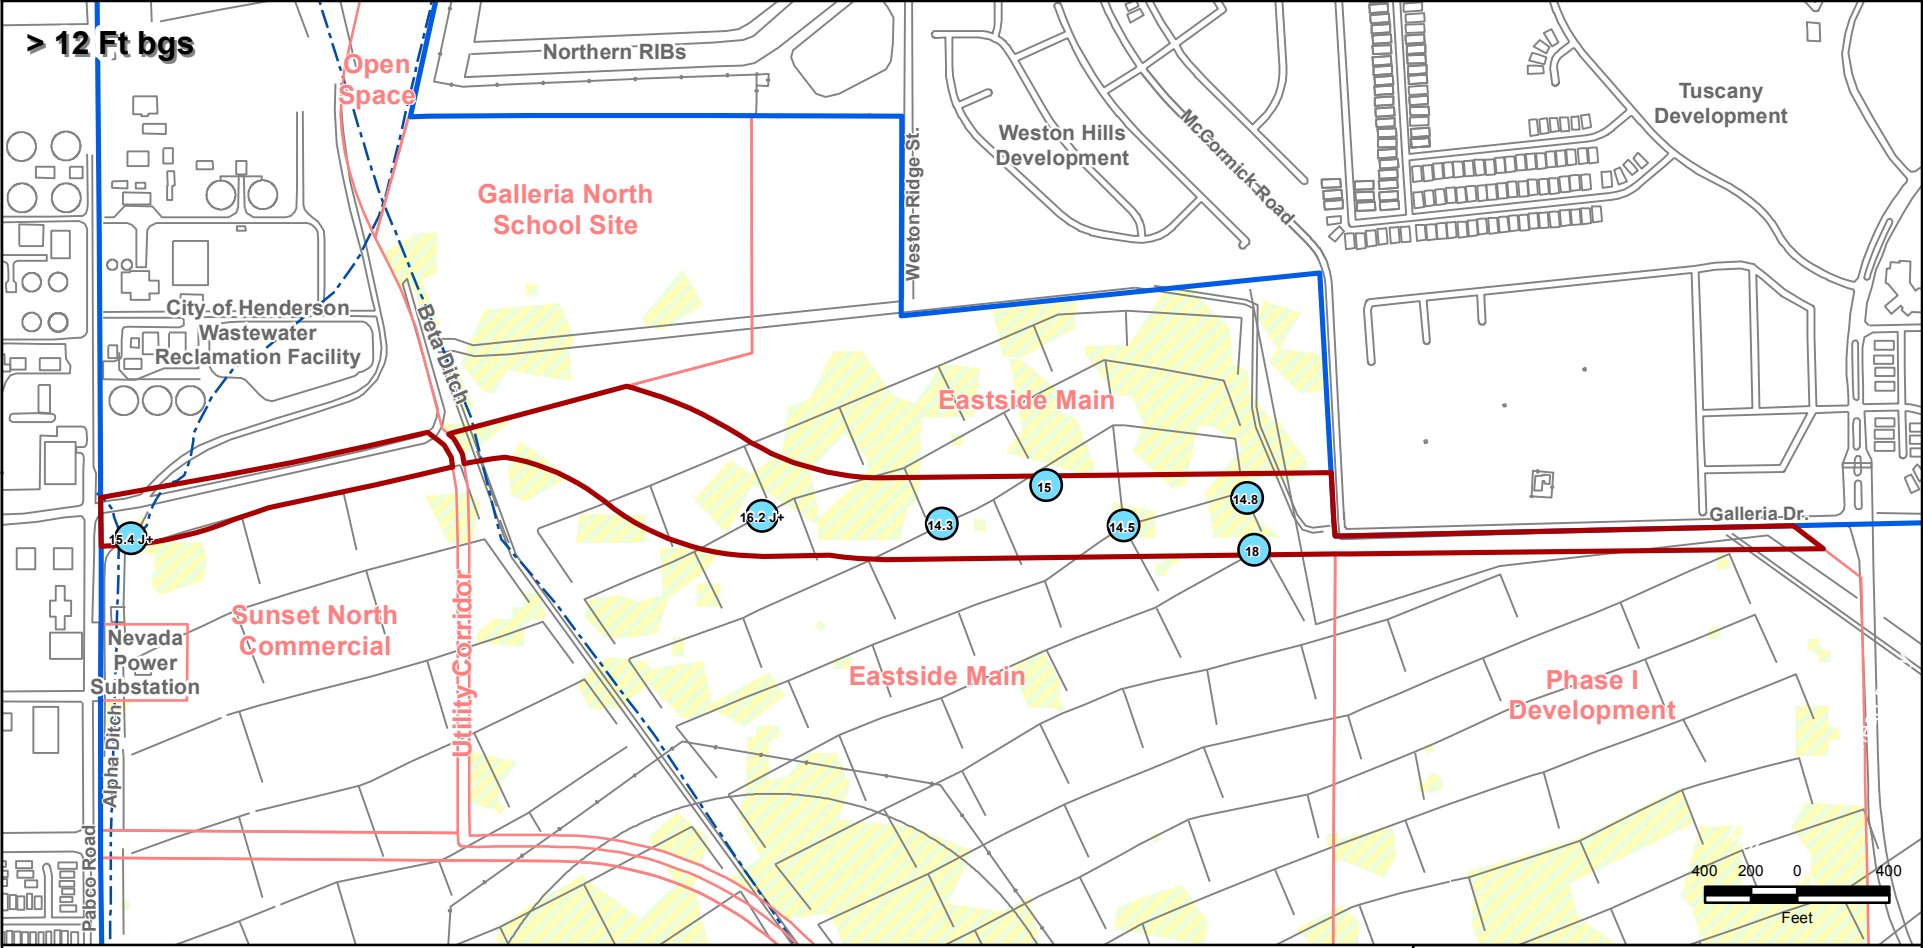 > 12 Ft bgs
Open
Space
Northern RIBs
Tuscany
Development
Weston Hills
Development
McCormick Road
Weston Ridge St.
Galleria North
School Site
City of Henderson
Wastewater
Reclamation Facility
Beta Ditch
Eastside Main
15
14.8
16.2 J+
14.3
14.5
15.4 J+
18
Galleria Dr.
Sunset North
Commercial
Nevada
Power
Substation
Utility Corridor
Eastside Main
Phase I
Development
Alpha Ditch
Pabco Road
400 200 0 400
Feet